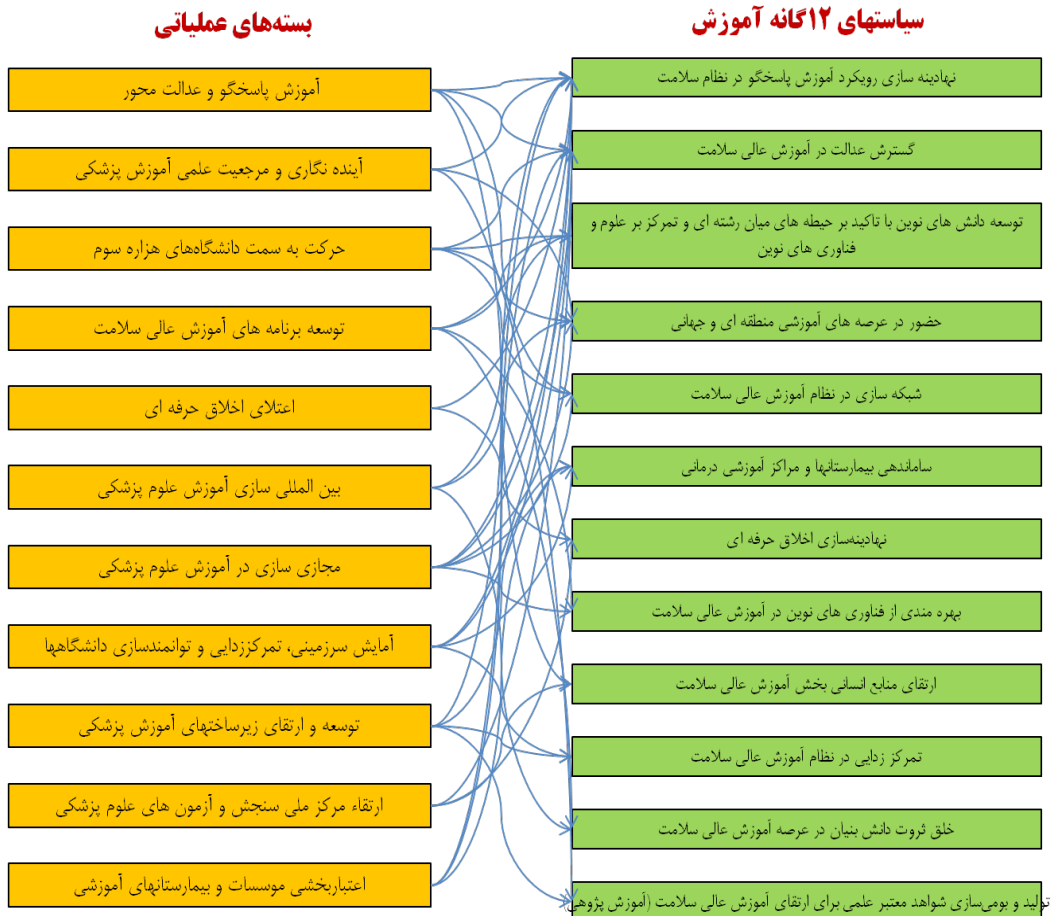 سیاستهای ۱۲گانه آموزش
نهادینه سازی رویکرد آموزش پاسخگو در نظام سلامت
گسترش عدالت در آموزش عالی سلامت
توسعه دانش های نوین با تاکید بر حیطه های میان رشته ای و تمرکز بر علوم و
فناوری های نوین
حضور در عرصه های آموزشی منطقه ای و جهانی
شبکه سازی در نظام آموزش عالی سلامت
ساماندهی بیمارستانها و مراکز آموزشی درمانی
نهادینه‌سازی اخلاق حرفه ای
بهره مندی از فناوری های نوین در آموزش عالی سلامت
ارتقای منابع انسانی بخش آموزش عالی سلامت
تمرکز زدایی در نظام آموزش عالی سلامت
خلق ثروت دانش بنیان در عرصه آموزش عالی سلامت
تولید و بومی‌سازی شواهد معتبر علمی برای ارتقای آموزش عالی سلامت (آموزش پژوهی)
بسته‌های عملیاتی
آموزش پاسخگو و عدالت محور
آینده نگاری و مرجعیت علمی آموزش پزشکی
حرکت به سمت دانشگاه‌های هزاره سوم
توسعه برنامه های آموزش عالی سلامت
اعتلای اخلاق حرفه ای
بین المللی سازی آموزش علوم پزشکی
مجازی سازی در آموزش علوم پزشکی
آمایش سرزمینی، تمرکززدایی و توانمندسازی دانشگاهها
توسعه و ارتقای زیرساختهای آموزش پزشکی
ارتقاء مرکز ملی سنجش و آزمون های علوم پزشکی
اعتباربخشی موسسات و بیمارستانهای آموزشی